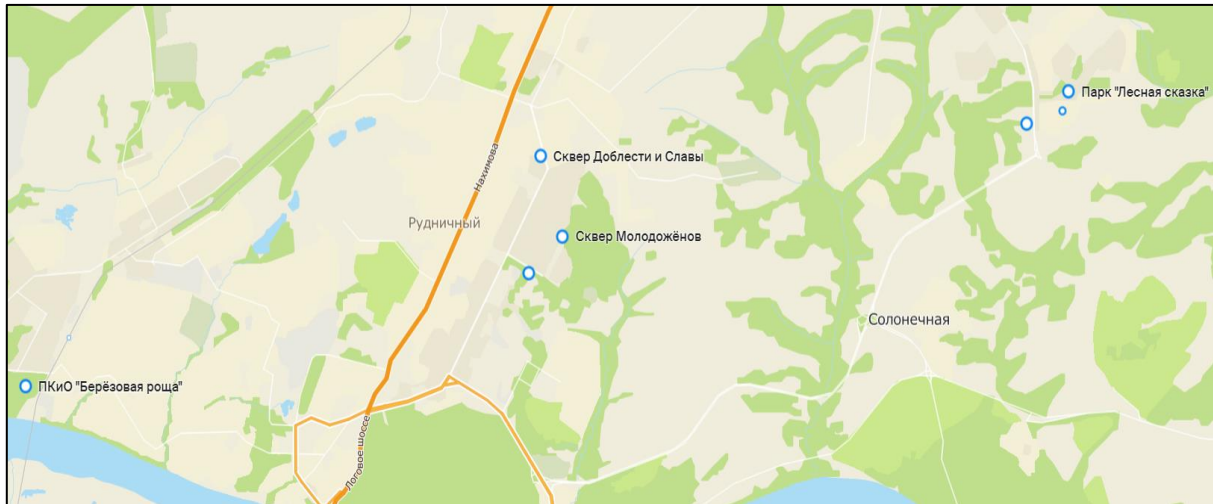 Парк "Лесная сказка"
Нахимова
Сквер Доблести и Славы
Рудничный
Сквер Молодожёнов
Солонечная
ПКиО "Берёзовая роща"
Логовое шоссе